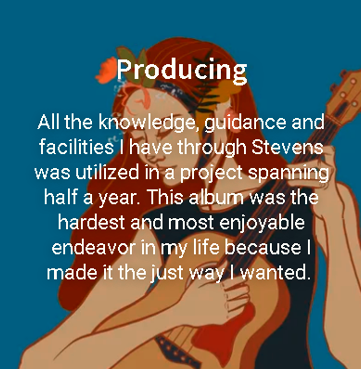 Producing
All the knowledge, guidance and
facilities I have through Stevens
was utilized in a project spanning
half a year. This album was the
hardest and most enjoyable
endeavor in my life because I
made it the just way I wanted.